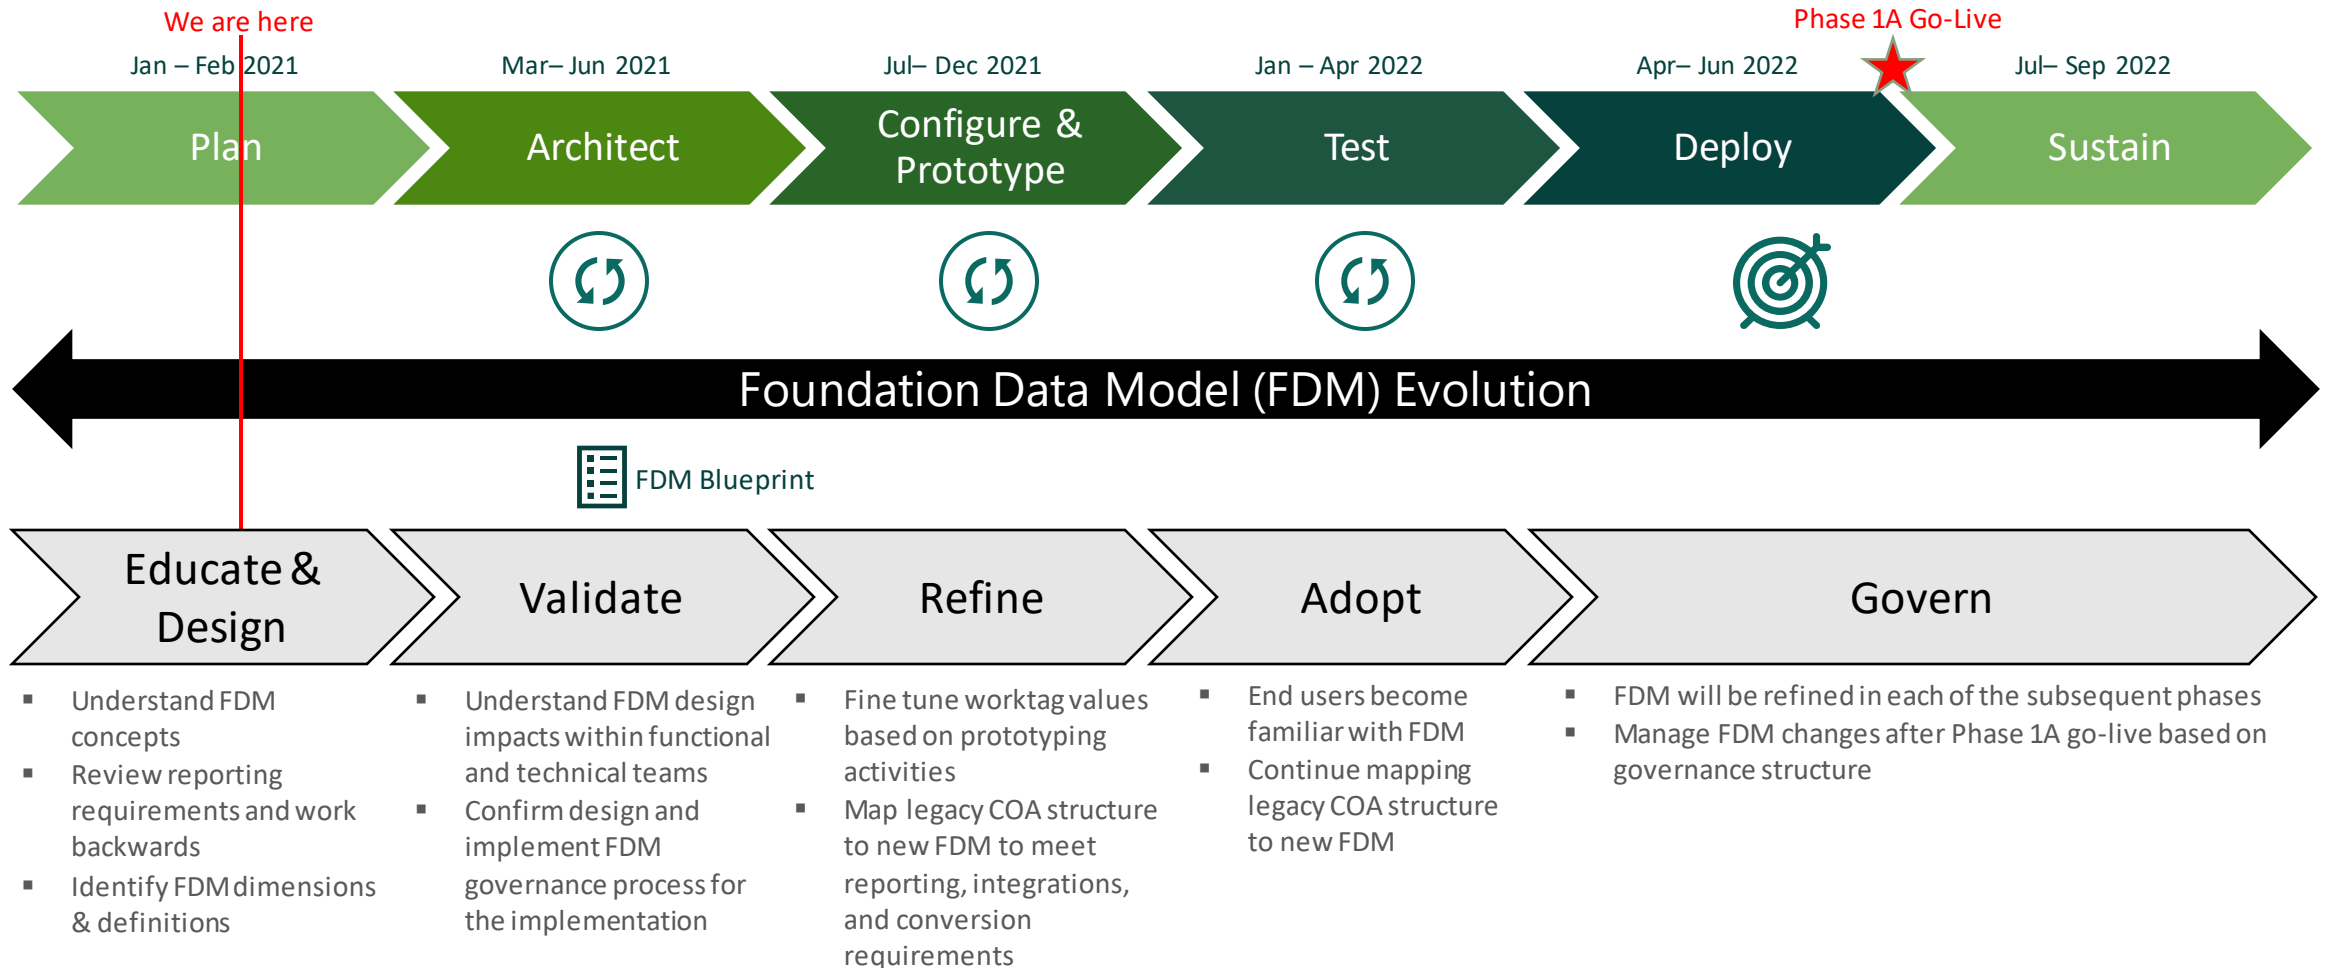 We are here
Phase 1A Go-Live
Jan – Feb 2021
Mar– Jun 2021
Jul– Dec 2021
Jan – Apr 2022
Apr– Jun 2022
Jul– Sep 2022
Plan
Architect
Configure &
Prototype
Test
Deploy
Sustain
Foundation Data Model (FDM) Evolution
FDM Blueprint
Educate &
Design
Validate
Refine
Adopt
Govern
▪ Understand FDM
concepts
▪ Review reporting
requirements and work
backwards
▪ Identify FDM dimensions
& definitions
▪ Understand FDM design
impacts within functional
and technical teams
▪ Confirm design and
implement FDM
governance process for
the implementation
▪ Fine tune worktag values
based on prototyping
activities
▪ Map legacy COA structure
to new FDM to meet
reporting, integrations,
and conversion
requirements
▪ End users become
familiar with FDM
▪ Continue mapping
legacy COA structure
to new FDM
▪ FDM will be refined in each of the subsequent phases
▪ Manage FDM changes after Phase 1A go-live based on
governance structure